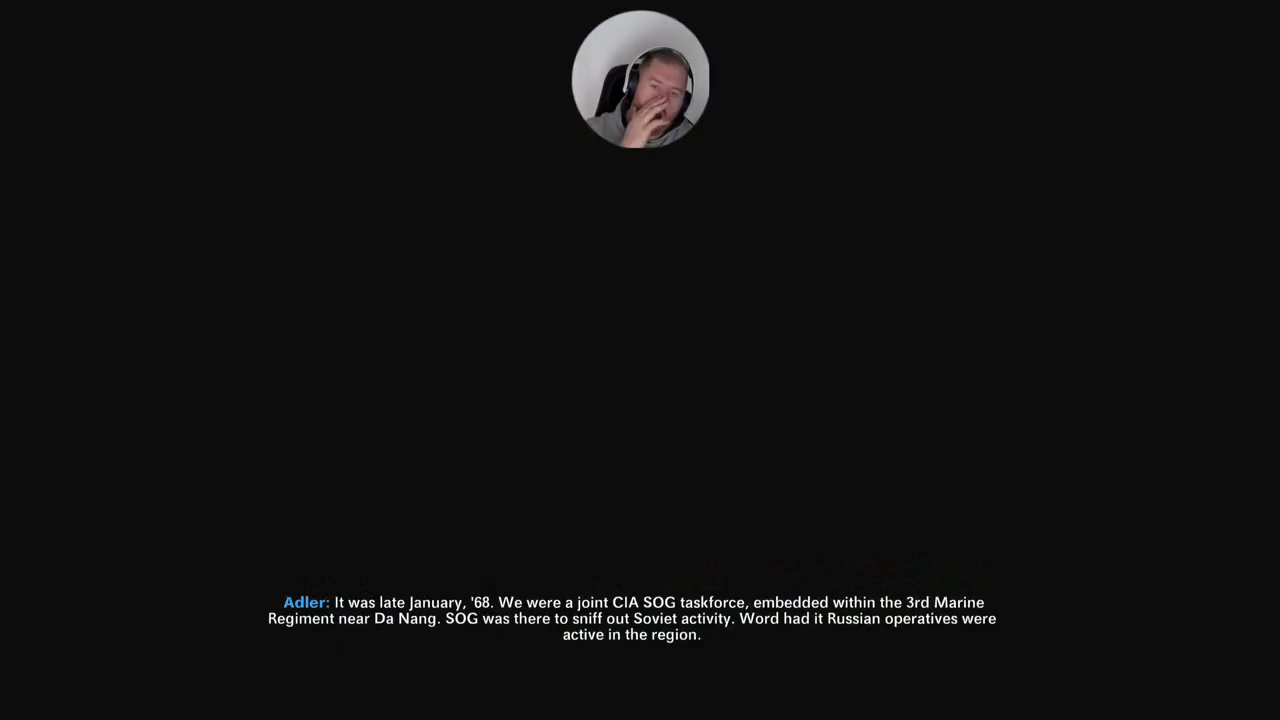 Adler: It was late January, '68. We were a joint CIA SOG taskforce, embedded within the 3rd Marine
Regiment near Da Nang. SOG was there to sniff out Soviet activity. Word had it Russian operatives were
active in the region.